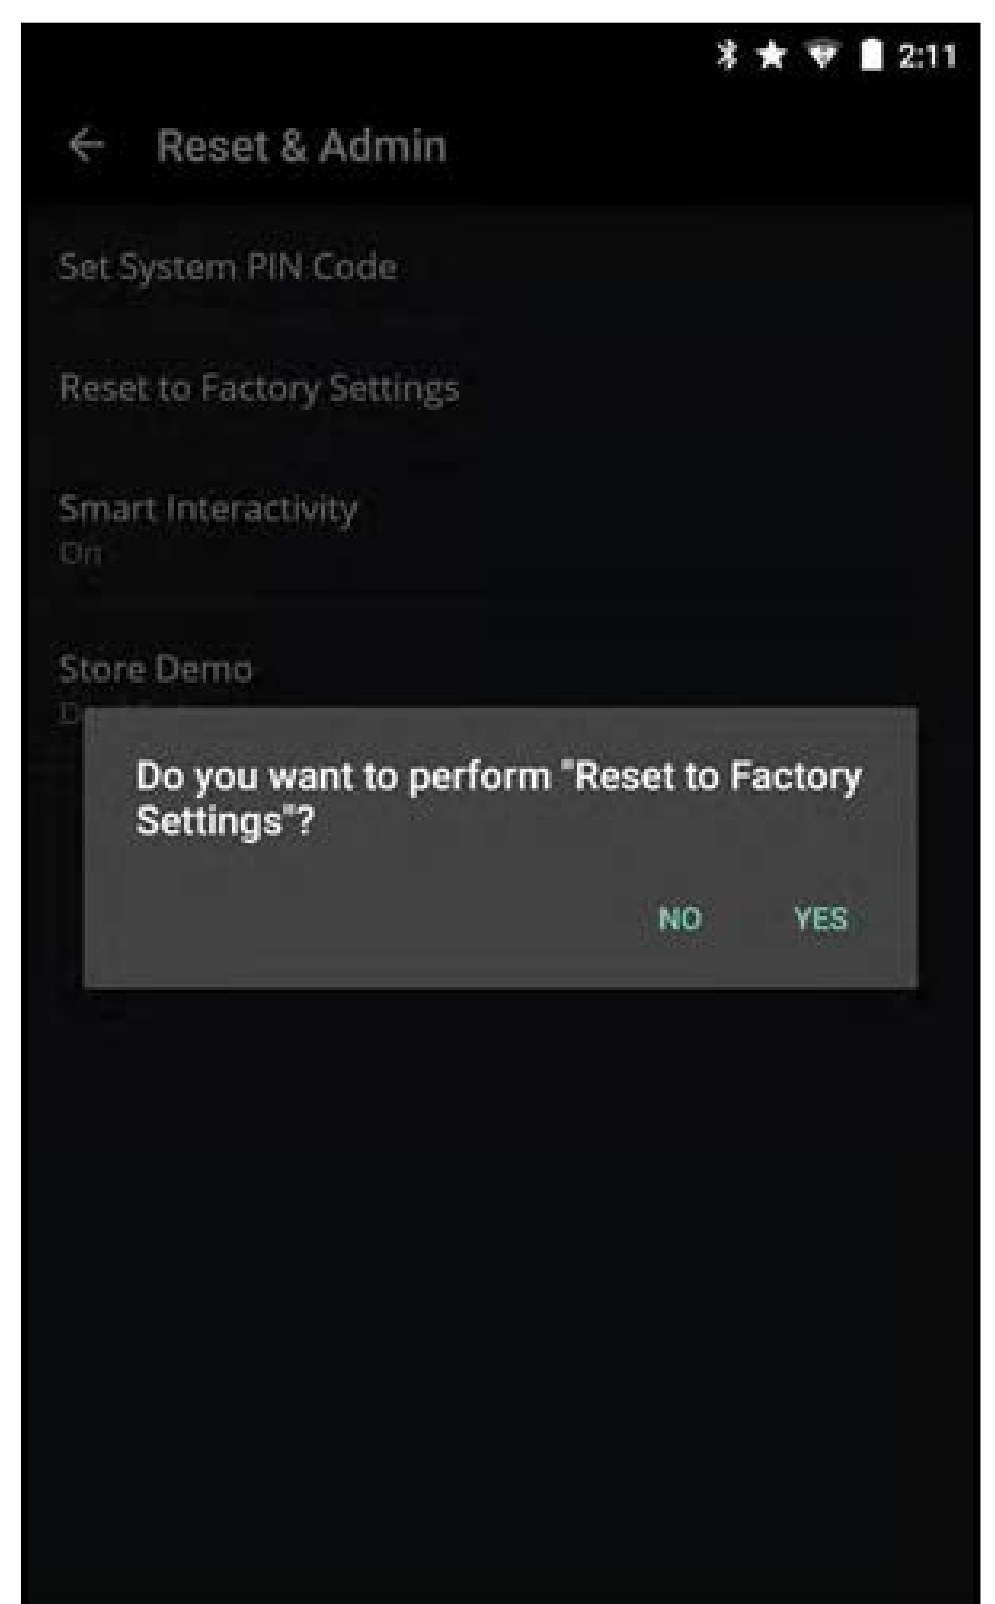 2:11
Reset & Admin
Set System PIN Code
Reset to Factory Settings
Smart Interactivity
On
Store Demo
Do you want to perform "Reset to Factory
Settings"?
NO YES